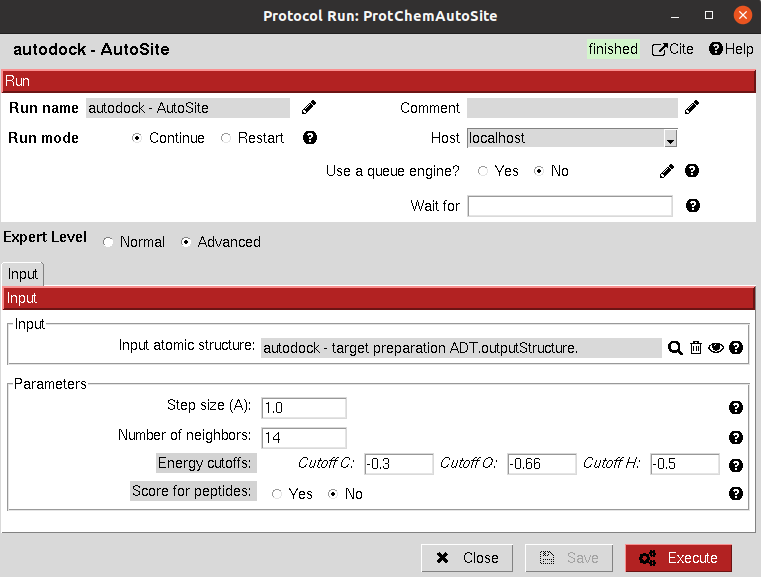 Protocol Run: ProtChemAutoSite
autodock - AutoSite finished Cite Help
Run
Run name autodock - AutoSite Comment
Run mode Continue Restart Host localhost
Use a queue engine? Yes No
Wait for
Expert Level Normal Advanced
Input
Input
Input
Input atomic structure: autodock - target preparation ADT.outputStructure.
Parameters
Step size (A): 1.0
Number of neighbors: 14
Energy cutoffs: Cutoff C: -0.3 Cutoff O: -0.66 Cutoff H: -0.5
Score for peptides: Yes No
Close Save Execute